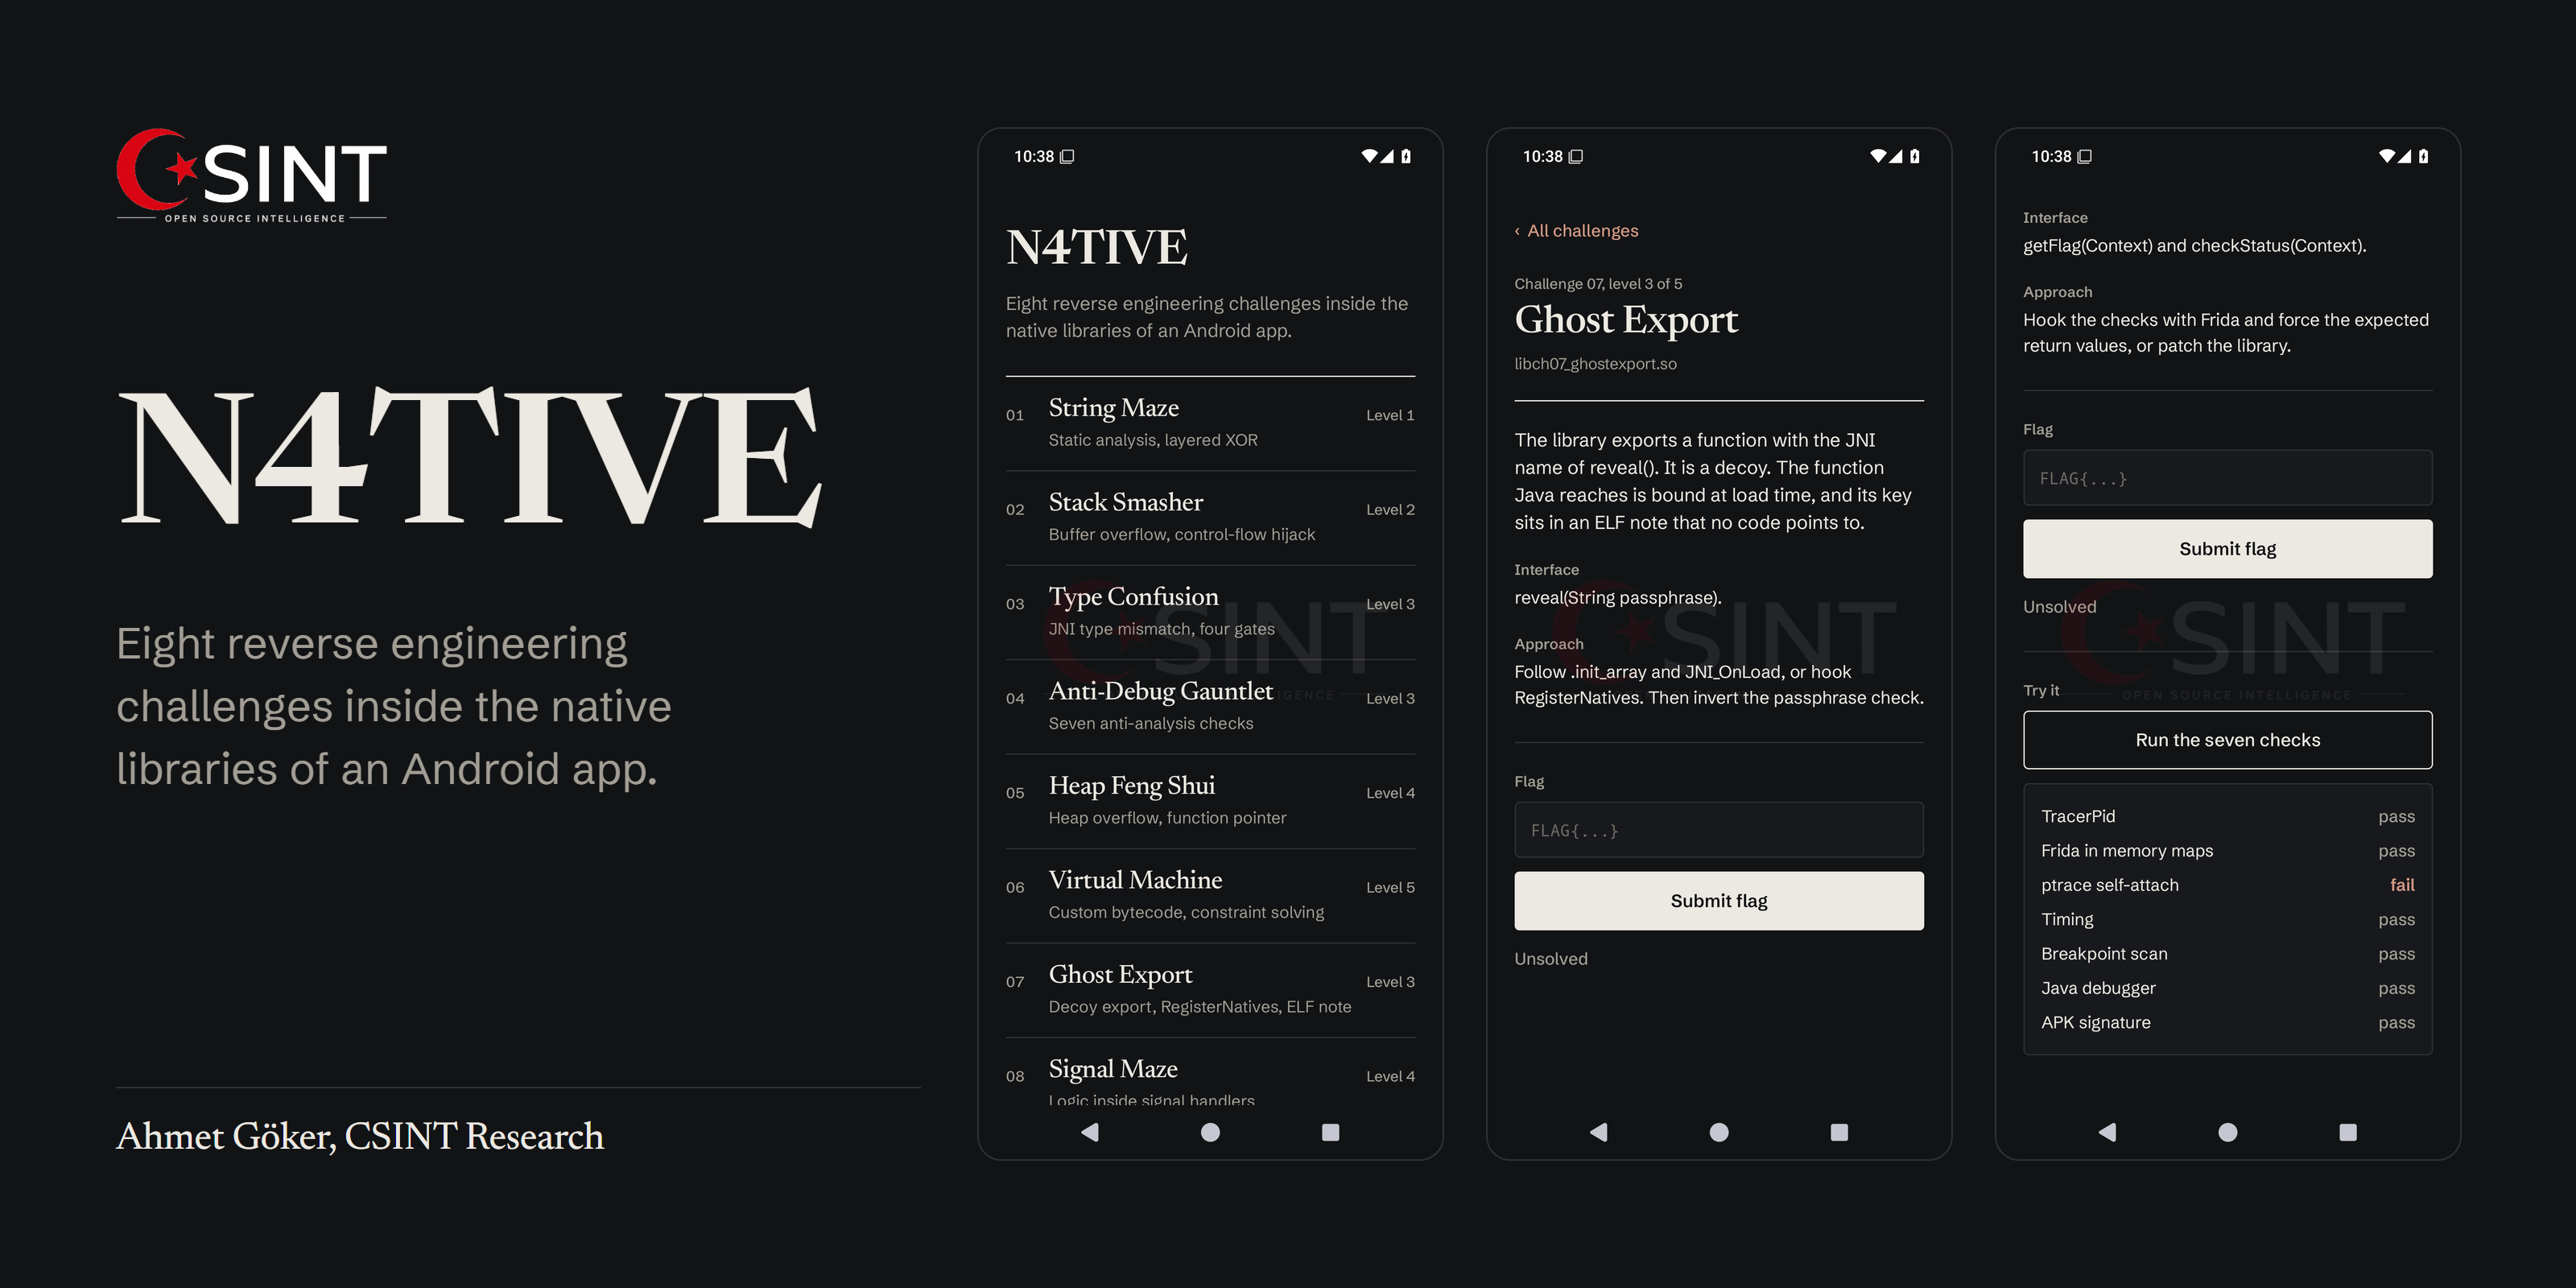 SINT
OPEN SOURCE INTELLIGENCE
N4TIVE
Eight reverse engineering
challenges inside the native
libraries of an Android app.
Ahmet Göker, CSINT Research
10:38
N4TIVE
Eight reverse engineering challenges inside the
native libraries of an Android app.
01 String Maze Level 1
Static analysis, layered XOR
02 Stack Smasher Level 2
Buffer overflow, control-flow hijack
03 Type Confusion Level 3
JNI type mismatch, four gates
04 Anti-Debug Gauntlet Level 3
Seven anti-analysis checks
05 Heap Feng Shui Level 4
Heap overflow, function pointer
06 Virtual Machine Level 5
Custom bytecode, constraint solving
07 Ghost Export Level 3
Decoy export, RegisterNatives, ELF note
08 Signal Maze Level 4
Logic inside signal handlers
10:38
‹ All challenges
Challenge 07, level 3 of 5
Ghost Export
libch07_ghostexport.so
The library exports a function with the JNI
name of reveal(). It is a decoy. The function
Java reaches is bound at load time, and its key
sits in an ELF note that no code points to.
Interface
reveal(String passphrase).
Approach
Follow .init_array and JNI_OnLoad, or hook
RegisterNatives. Then invert the passphrase check.
Flag
FLAG{...}
Submit flag
Unsolved
SINT
10:38
Interface
getFlag(Context) and checkStatus(Context).
Approach
Hook the checks with Frida and force the expected
return values, or patch the library.
Flag
FLAG{...}
Submit flag
Unsolved
SINT
OPEN SOURCE INTELLIGENCE
Try it
Run the seven checks
TracerPid pass
Frida in memory maps pass
ptrace self-attach fail
Timing pass
Breakpoint scan pass
Java debugger pass
APK signature pass